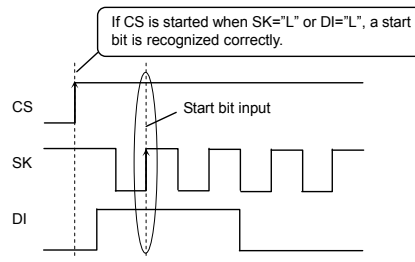 If CS is started when SK=”L” or DI=”L”, a start
bit is recognized correctly.
CS
Start bit input
SK
DI